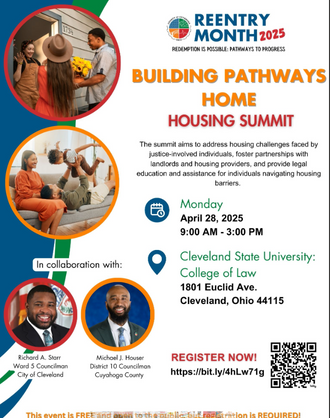 REENTRY
MONTH 2025
REDEMPTION IS POSSIBLE: PATHWAYS TO PROGRESS
BUILDING PATHWAYS
HOME
HOUSING SUMMIT
The summit aims to address housing challenges faced by
justice-involved individuals, foster partnerships with
landlords and housing providers, and provide legal
education and assistance for individuals navigating housing
barriers.
Monday
April 28, 2025
9:00 AM - 3:00 PM
Cleveland State University:
College of Law
1801 Euclid Ave.
Cleveland, Ohio 44115
In collaboration with:
Richard A. Starr
Ward 5 Councilman
City of Cleveland
Michael J. Houser
District 10 Councilman
Cuyahoga County
REGISTER NOW!
https://bit.ly/4hLw71g
This event is FREE registration is REQUIRED!